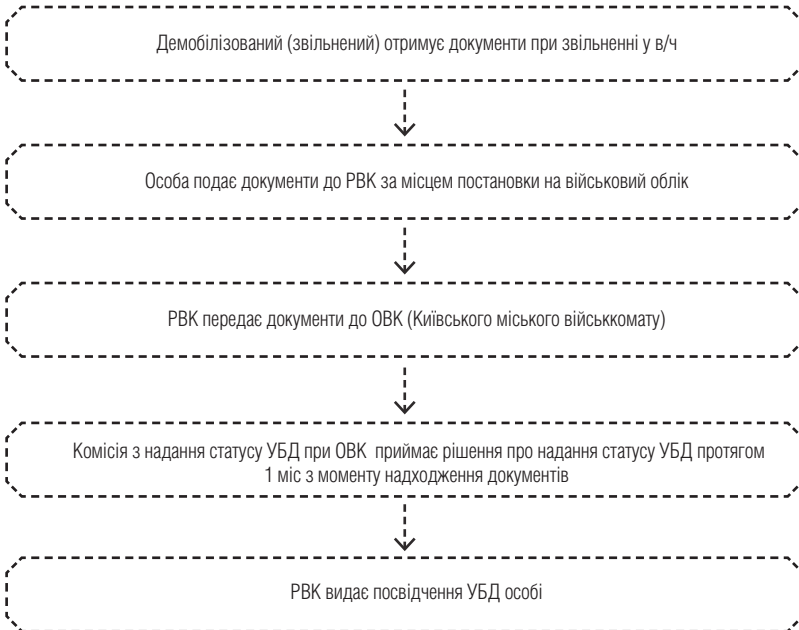 Демобілізований (звільнений) отримує документи при звільненні у в/ч
Особа подає документи до РВК за місцем постановки на військовий облік
РВК передає документи до ОВК (Київського міського військкомату)
Комісія з надання статусу УБД при ОВК приймає рішення про надання статусу УБД протягом
1 міс з моменту надходження документів
РВК видає посвідчення УБД особі